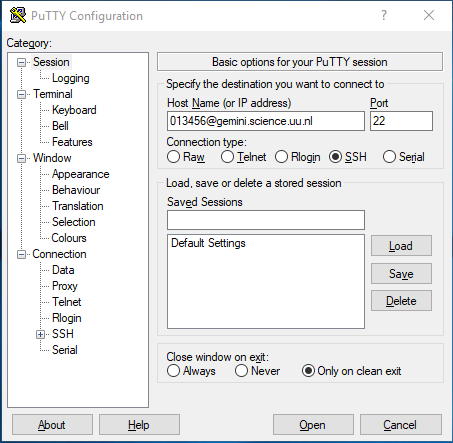 PuTTY Configuration
? ×
Category:
Session
Logging
Terminal
Keyboard
Bell
Features
Window
Appearance
Behaviour
Translation
Selection
Colours
Connection
Data
Proxy
Telnet
Rlogin
SSH
Serial
Basic options for your PuTTY session
Specify the destination you want to connect to
Host Name (or IP address) Port
013456@gemini.science.uu.nl 22
Connection type:
Raw Telnet Rlogin SSH Serial
Load, save or delete a stored session
Saved Sessions
Default Settings
Load
Save
Delete
Close window on exit:
Always Never Only on clean exit
About Help Open Cancel